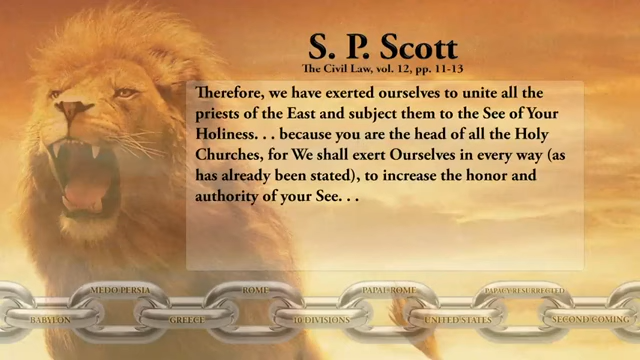 S. P. Scott
The Civil Law, vol. 12, pp. 11-13
Therefore, we have exerted ourselves to unite all the
priests of the East and subject them to the See of Your
Holiness. . . because you are the head of all the Holy
Churches, for We shall exert Ourselves in every way (as
has already been stated), to increase the honor and
authority of your See. . .
MEDO PERSIA ROME PAPAL ROME PAPACY RESURRECTED
BABYLON GREECE 10 DIVISIONS UNITED STATES SECOND COMING